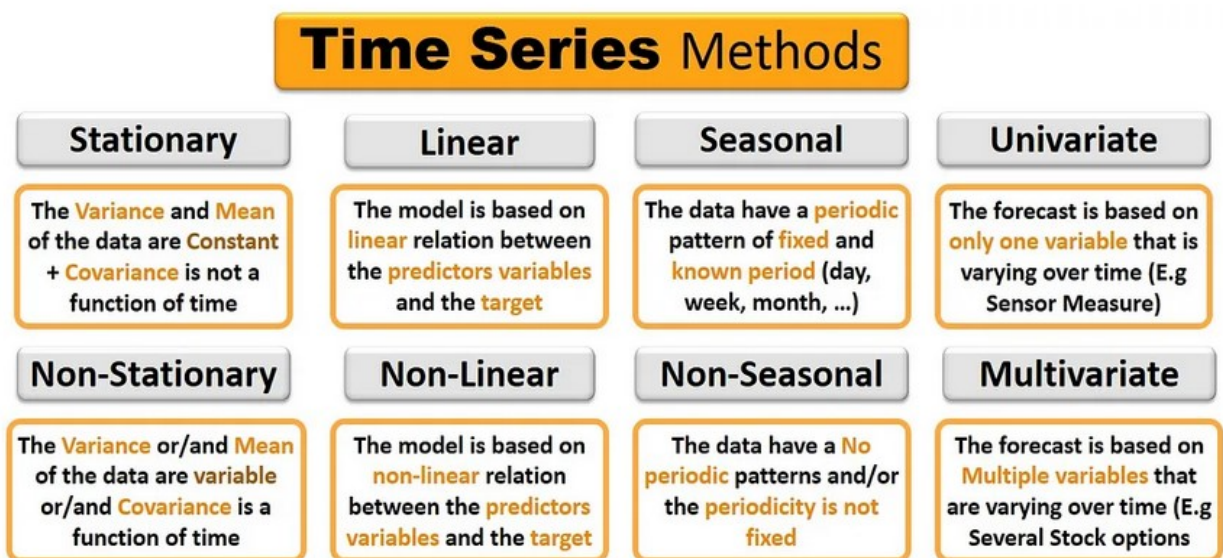 Time Series Methods
Stationary
The Variance and Mean
of the data are Constant
+ Covariance is not a
function of time
Linear
The model is based on
linear relation between
the predictors variables
and the target
Seasonal
The data have a periodic
pattern of fixed and
known period (day,
week, month, ...)
Univariate
The forecast is based on
only one variable that is
varying over time (E.g
Sensor Measure)
Non-Stationary
The Variance or/and Mean
of the data are variable
or/and Covariance is a
function of time
Non-Linear
The model is based on
non-linear relation
between the predictors
variables and the target
Non-Seasonal
The data have a No
periodic patterns and/or
the periodicity is not
fixed
Multivariate
The forecast is based on
Multiple variables that
are varying over time (E.g
Several Stock options